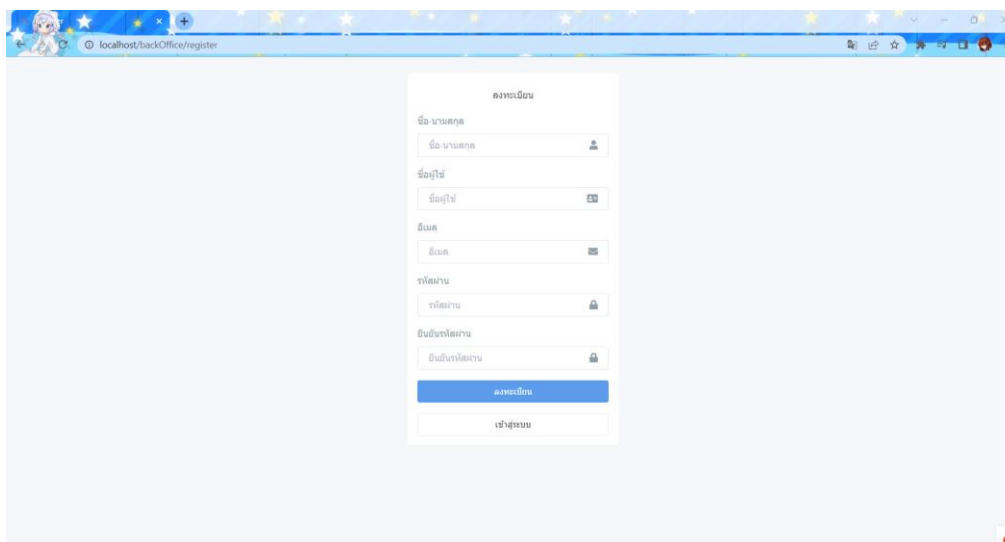 localhost/backOffice/register
ลงทะเบียน
ชื่อ-นามสกุล
ชื่อ-นามสกุล
ชื่อผู้ใช้
ชื่อผู้ใช้
อีเมล
อีเมล
รหัสผ่าน
รหัสผ่าน
ยืนยันรหัสผ่าน
ยืนยันรหัสผ่าน
ลงทะเบียน
เข้าสู่ระบบ